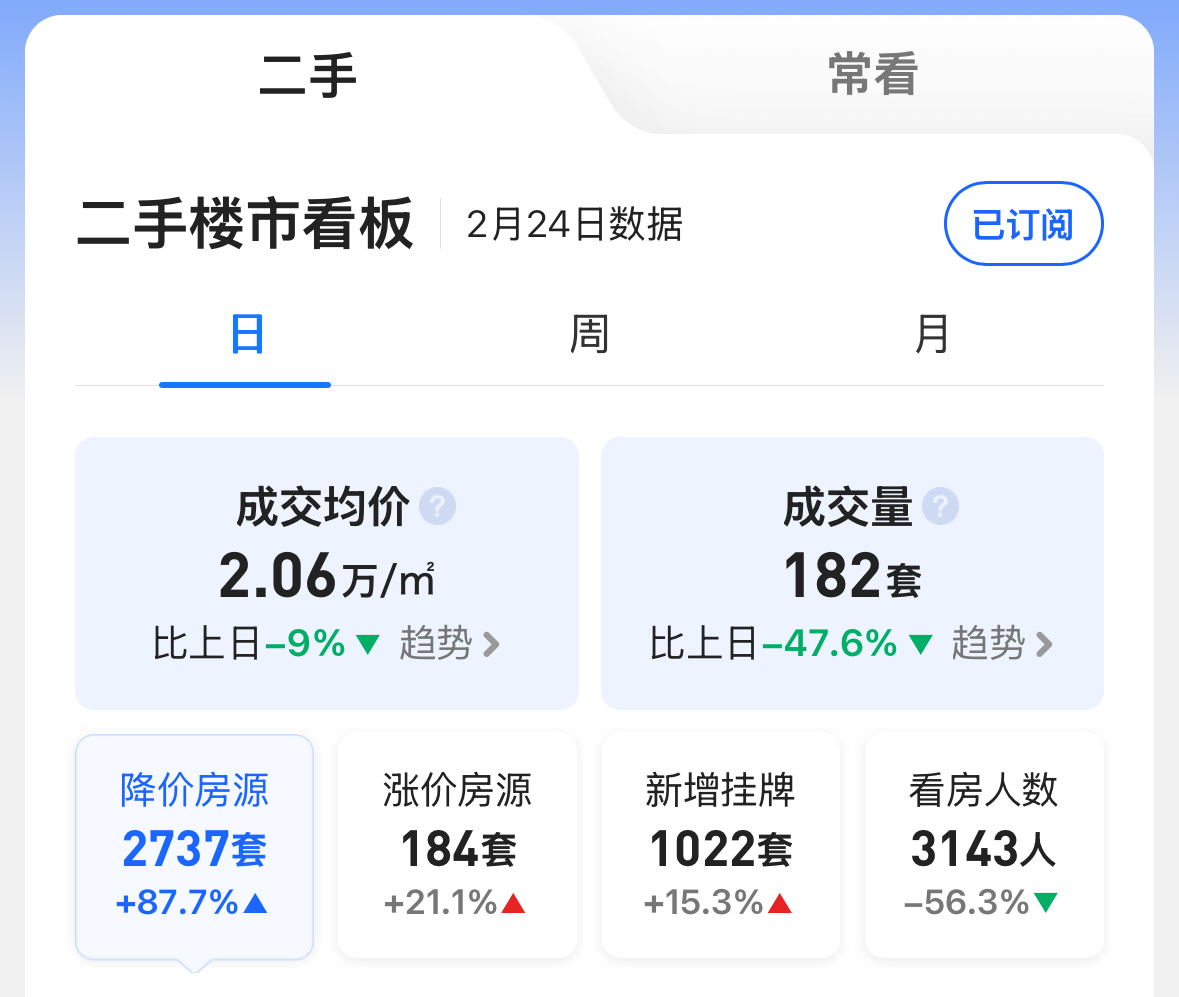 二手 常看
二手楼市看板 2月24日数据 已订阅
日 周 月
成交均价 ?
2.06万/㎡
比上日-9%▼ 趋势 >
成交量 ?
182套
比上日-47.6%▼ 趋势 >
降价房源
2737套
+87.7%▲
涨价房源
184套
+21.1%▲
新增挂牌
1022套
+15.3%▲
看房人数
3143人
-56.3%▼